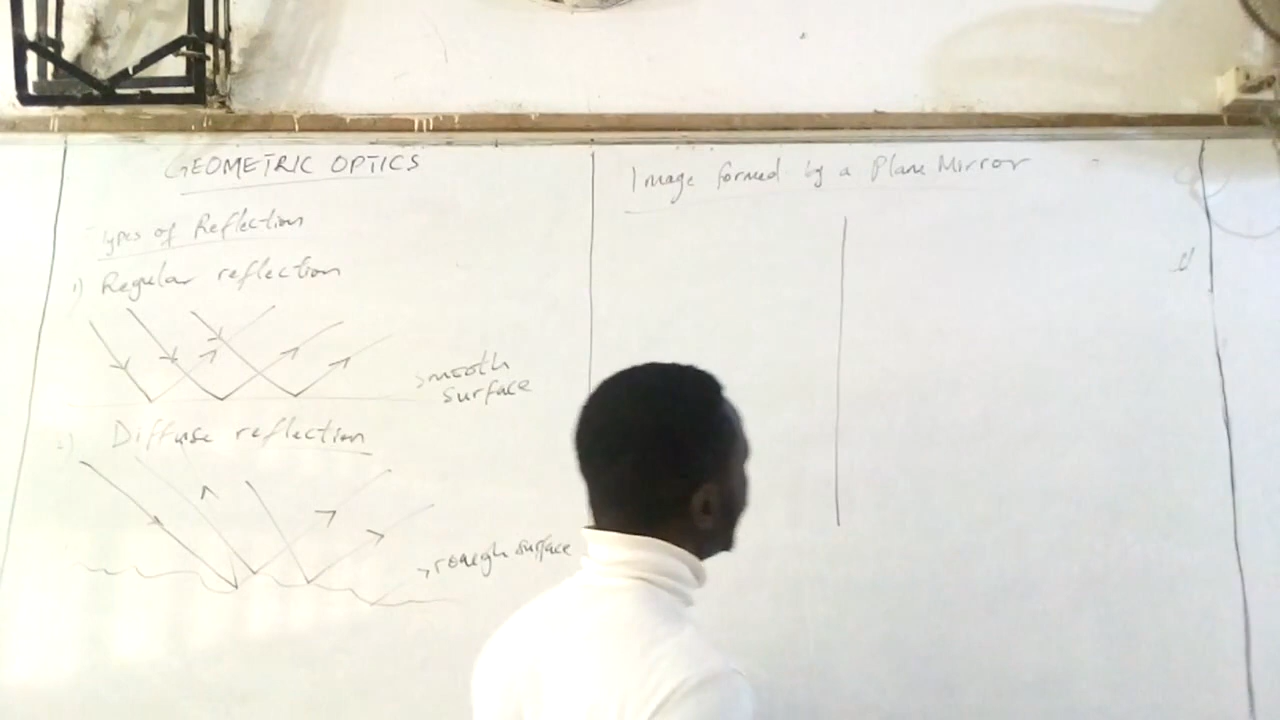 GEOMETRIC OPTICS
Types of Reflection
1) Regular reflection
smooth
surface
2) Diffuse reflection
rough surface
Image formed by a Plane Mirror